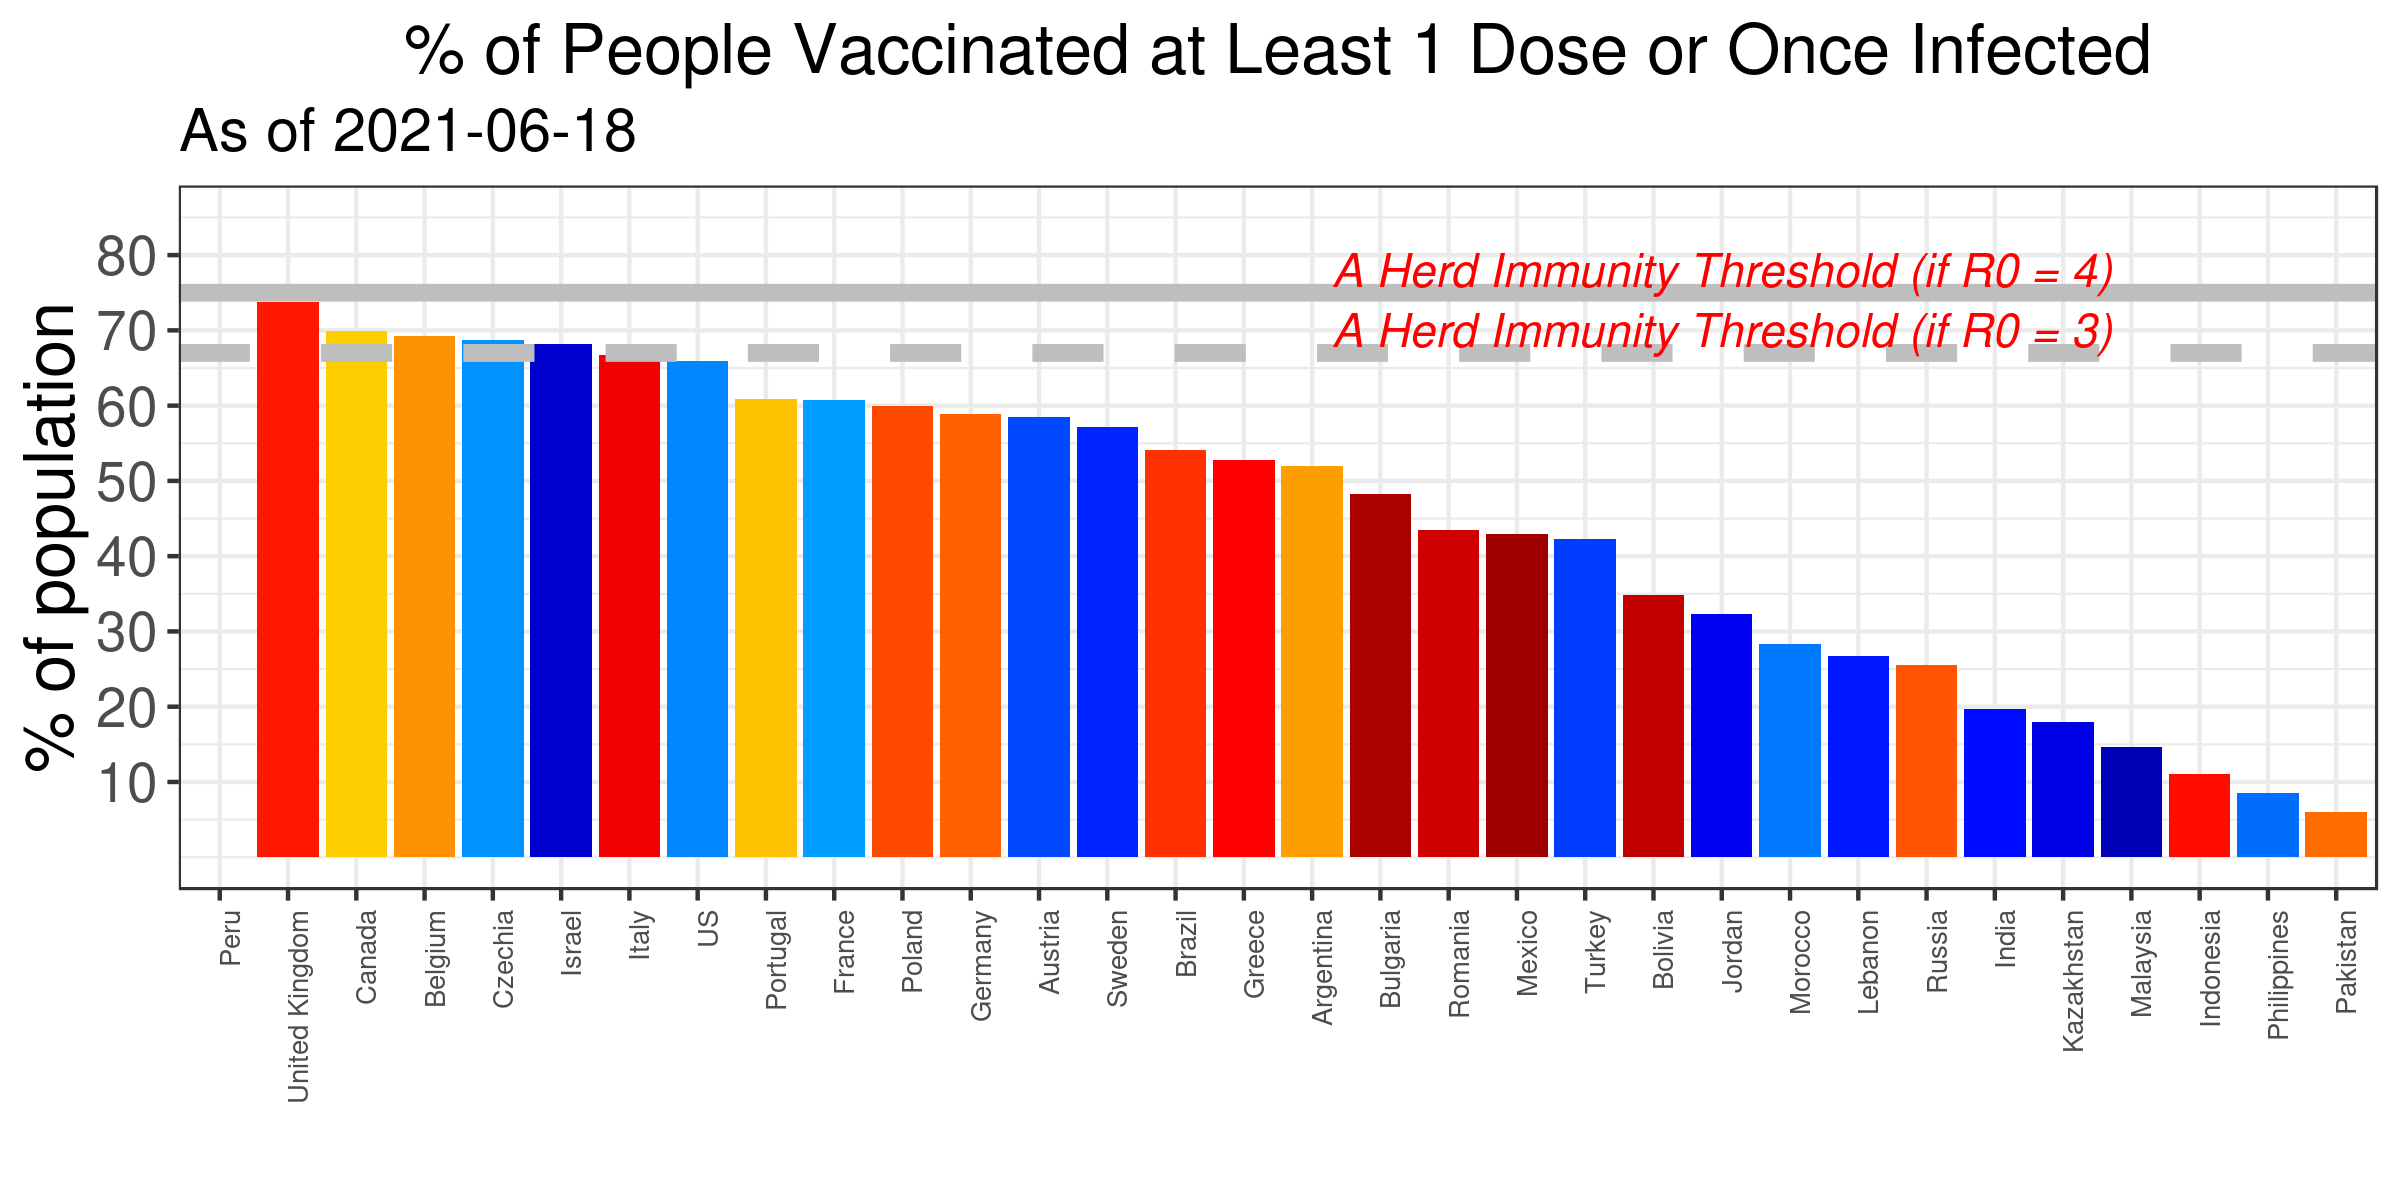 % of People Vaccinated at Least 1 Dose or Once Infected
As of 2021-06-18
% of population
80
70
60
50
40
30
20
10
A Herd Immunity Threshold (if R0 = 4)
A Herd Immunity Threshold (if R0 = 3)
Peru
United Kingdom
Canada
Belgium
Czechia
Israel
Italy
US
Portugal
France
Poland
Germany
Austria
Sweden
Brazil
Greece
Argentina
Bulgaria
Romania
Mexico
Turkey
Bolivia
Jordan
Morocco
Lebanon
Russia
India
Kazakhstan
Malaysia
Indonesia
Philippines
Pakistan